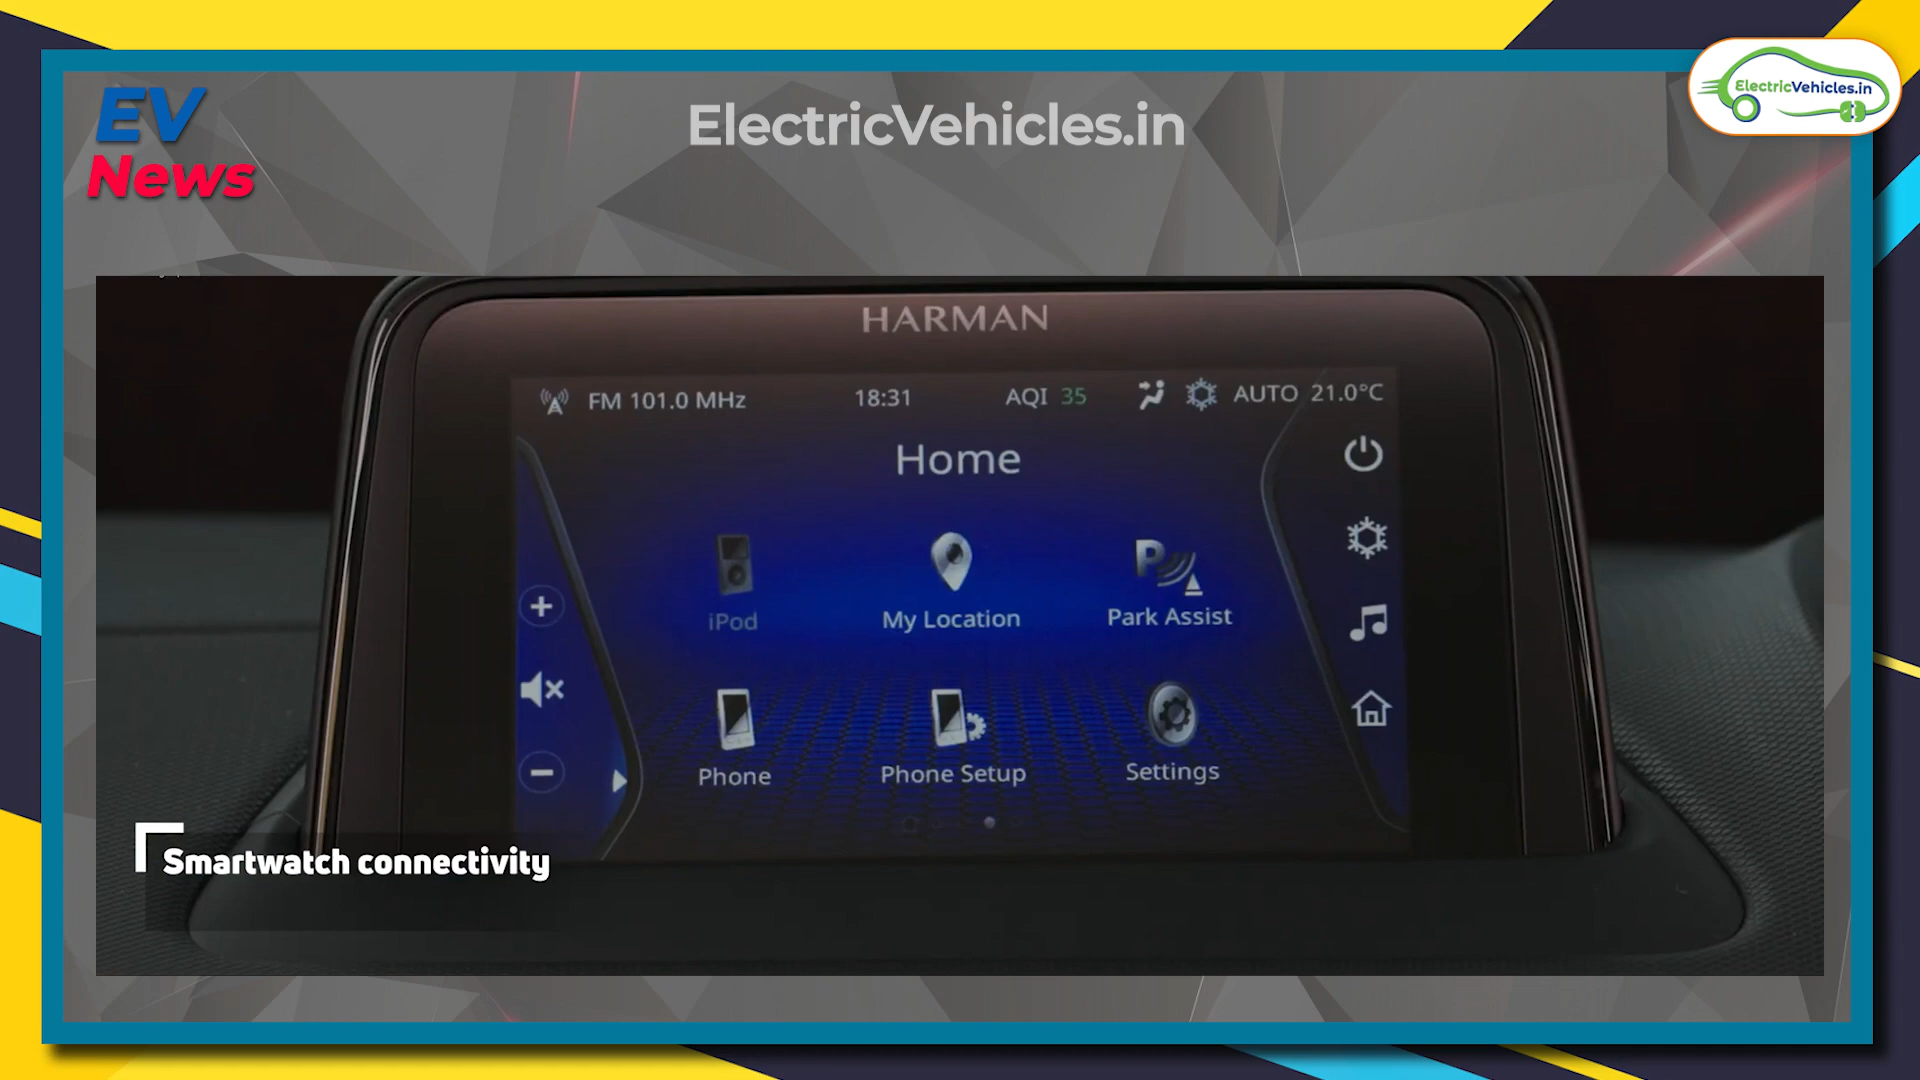 EV
News
ElectricVehicles.in
ElectricVehicles.in
HARMAN
FM 101.0 MHz 18:31 AQI 35 AUTO 21.0°C
Home
iPod My Location Park Assist
Phone Phone Setup Settings
Smartwatch connectivity